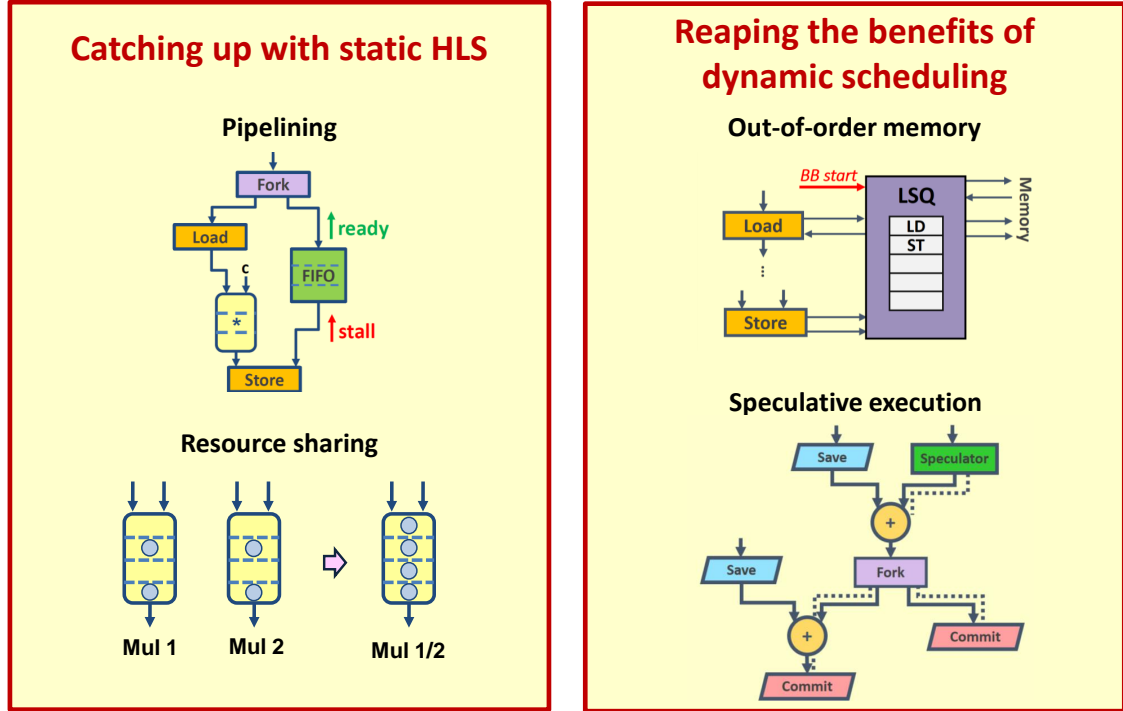 Catching up with static HLS
Pipelining
Fork
Load
ready
c
FIFO
*
stall
Store
Resource sharing
Mul 1
Mul 2
Mul 1/2
Reaping the benefits of
dynamic scheduling
Out-of-order memory
BB start
LSQ
Memory
Load
LD
ST
...
Store
Speculative execution
Save
Speculator
+
Save
Fork
+
Commit
Commit